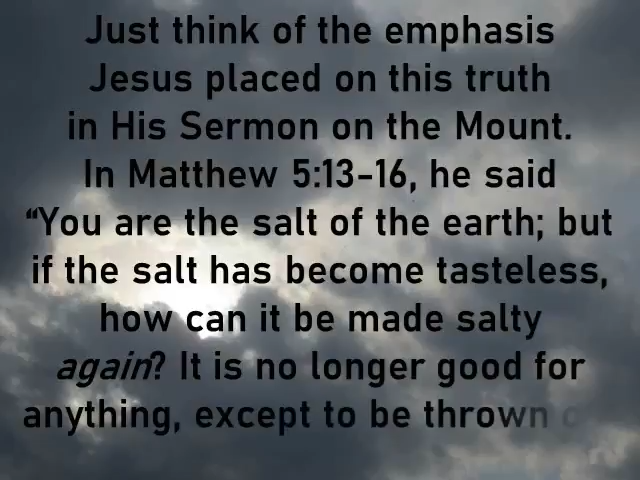 Just think of the emphasis
Jesus placed on this truth
in His Sermon on the Mount.
In Matthew 5:13-16, he said
“You are the salt of the earth; but
if the salt has become tasteless,
how can it be made salty
again? It is no longer good for
anything, except to be thrown